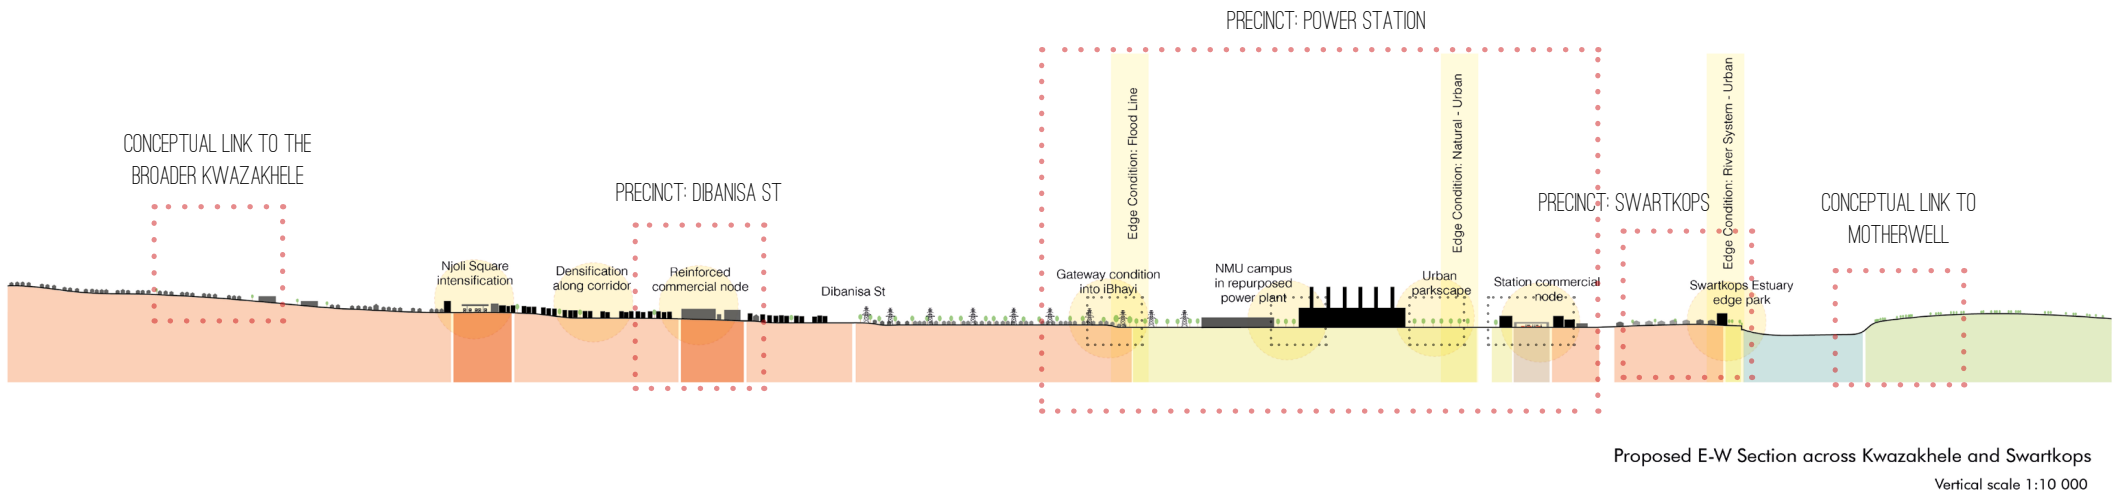 PRECINCT: POWER STATION
CONCEPTUAL LINK TO THE
BROADER KWAZAKHELE
PRECINCT: DIBANISA ST
PRECINCT: SWARTKOPS
CONCEPTUAL LINK TO
MOTHERWELL
Edge Condition: Flood Line
Edge Condition: Natural - Urban
Edge Condition: River System - Urban
Njoli Square
intensification
Densification
along corridor
Reinforced
commercial node
Dibanisa St
Gateway condition
into iBhayi
NMU campus
in repurposed
power plant
Urban
parkscape
Station commercial
node
Swartkops Estuary
edge park
Proposed E-W Section across Kwazakhele and Swartkops
Vertical scale 1:10 000